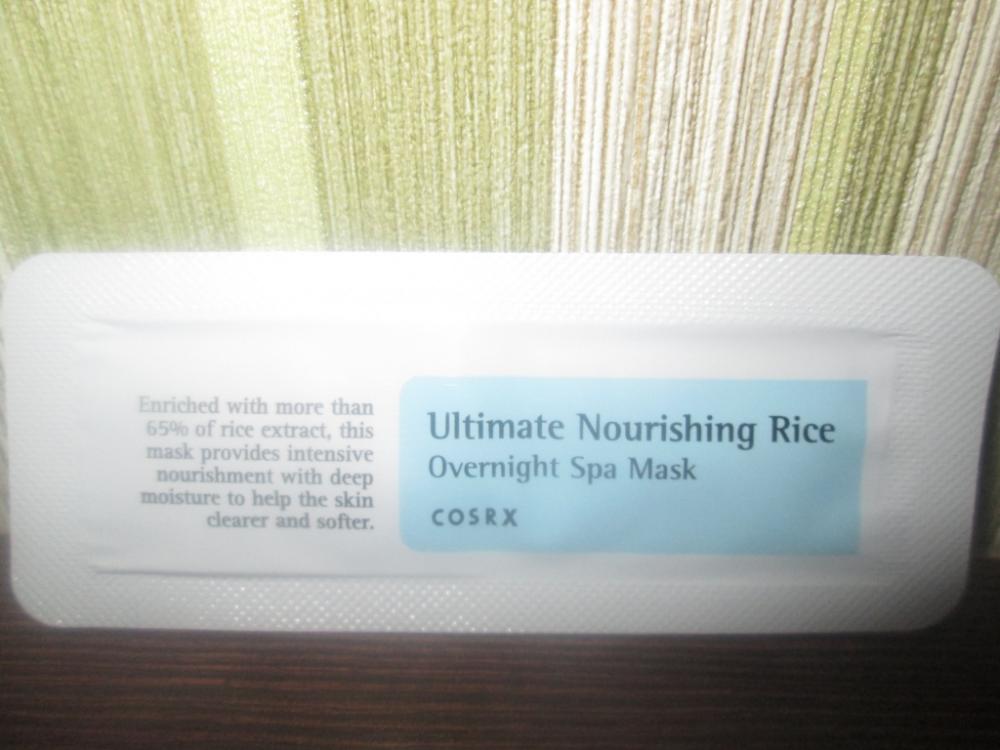 Enriched with more than
65% of rice extract, this
mask provides intensive
nourishment with deep
moisture to help the skin
clearer and softer.
Ultimate Nourishing Rice
Overnight Spa Mask
COSRX